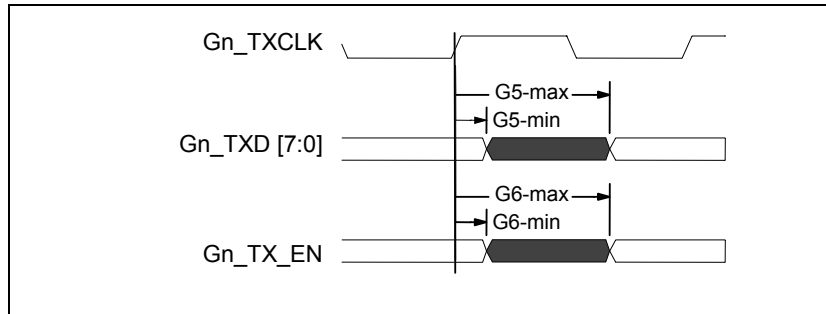 Gn_TXCLK
G5-max
G5-min
Gn_TXD [7:0]
G6-max
G6-min
Gn_TX_EN